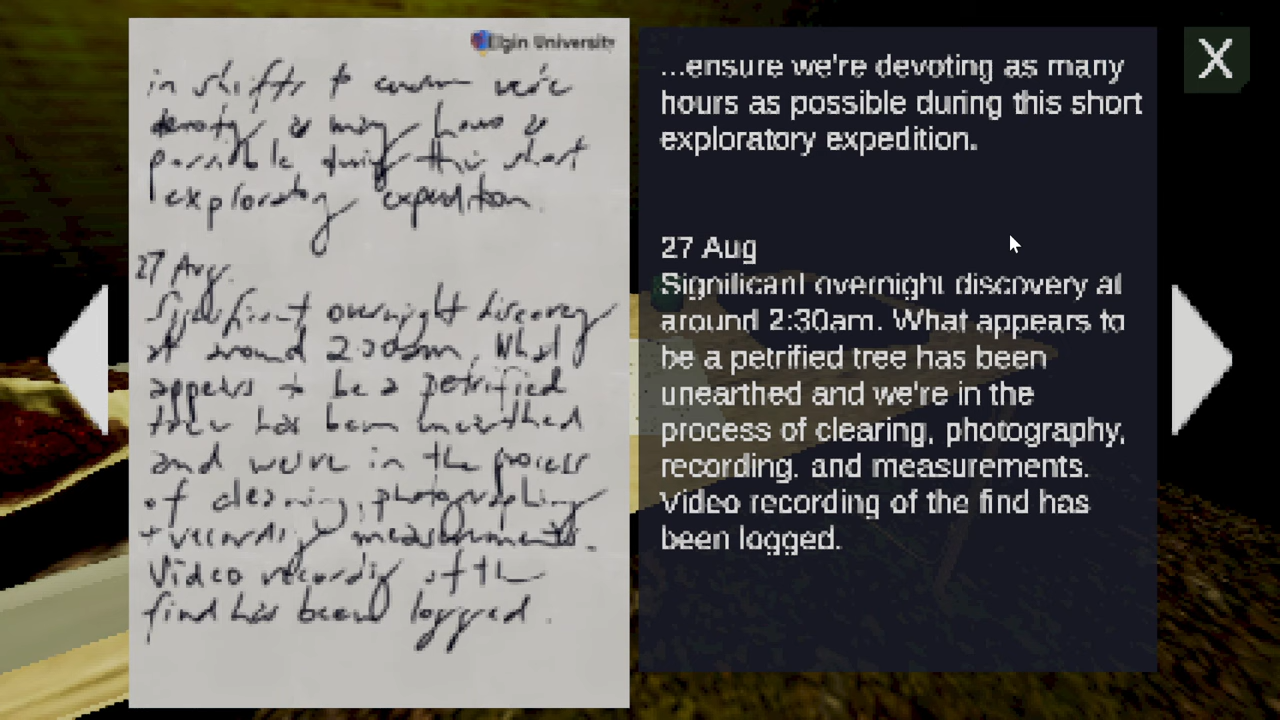 Elgin University
in shifts to ensure we're
devoting as many hours as
possible during this short
exploratory expedition.
27 Aug.
Significant overnight discovery
at around 2:30am. What
appears to be a petrified
tree has been unearthed
and we're in the process
of cleaning, photographing
+ recording measurements.
Video recording of the
find has been logged.
...ensure we're devoting as many
hours as possible during this short
exploratory expedition.
27 Aug
Significant overnight discovery at
around 2:30am. What appears to
be a petrified tree has been
unearthed and we're in the
process of clearing, photography,
recording, and measurements.
Video recording of the find has
been logged.
X